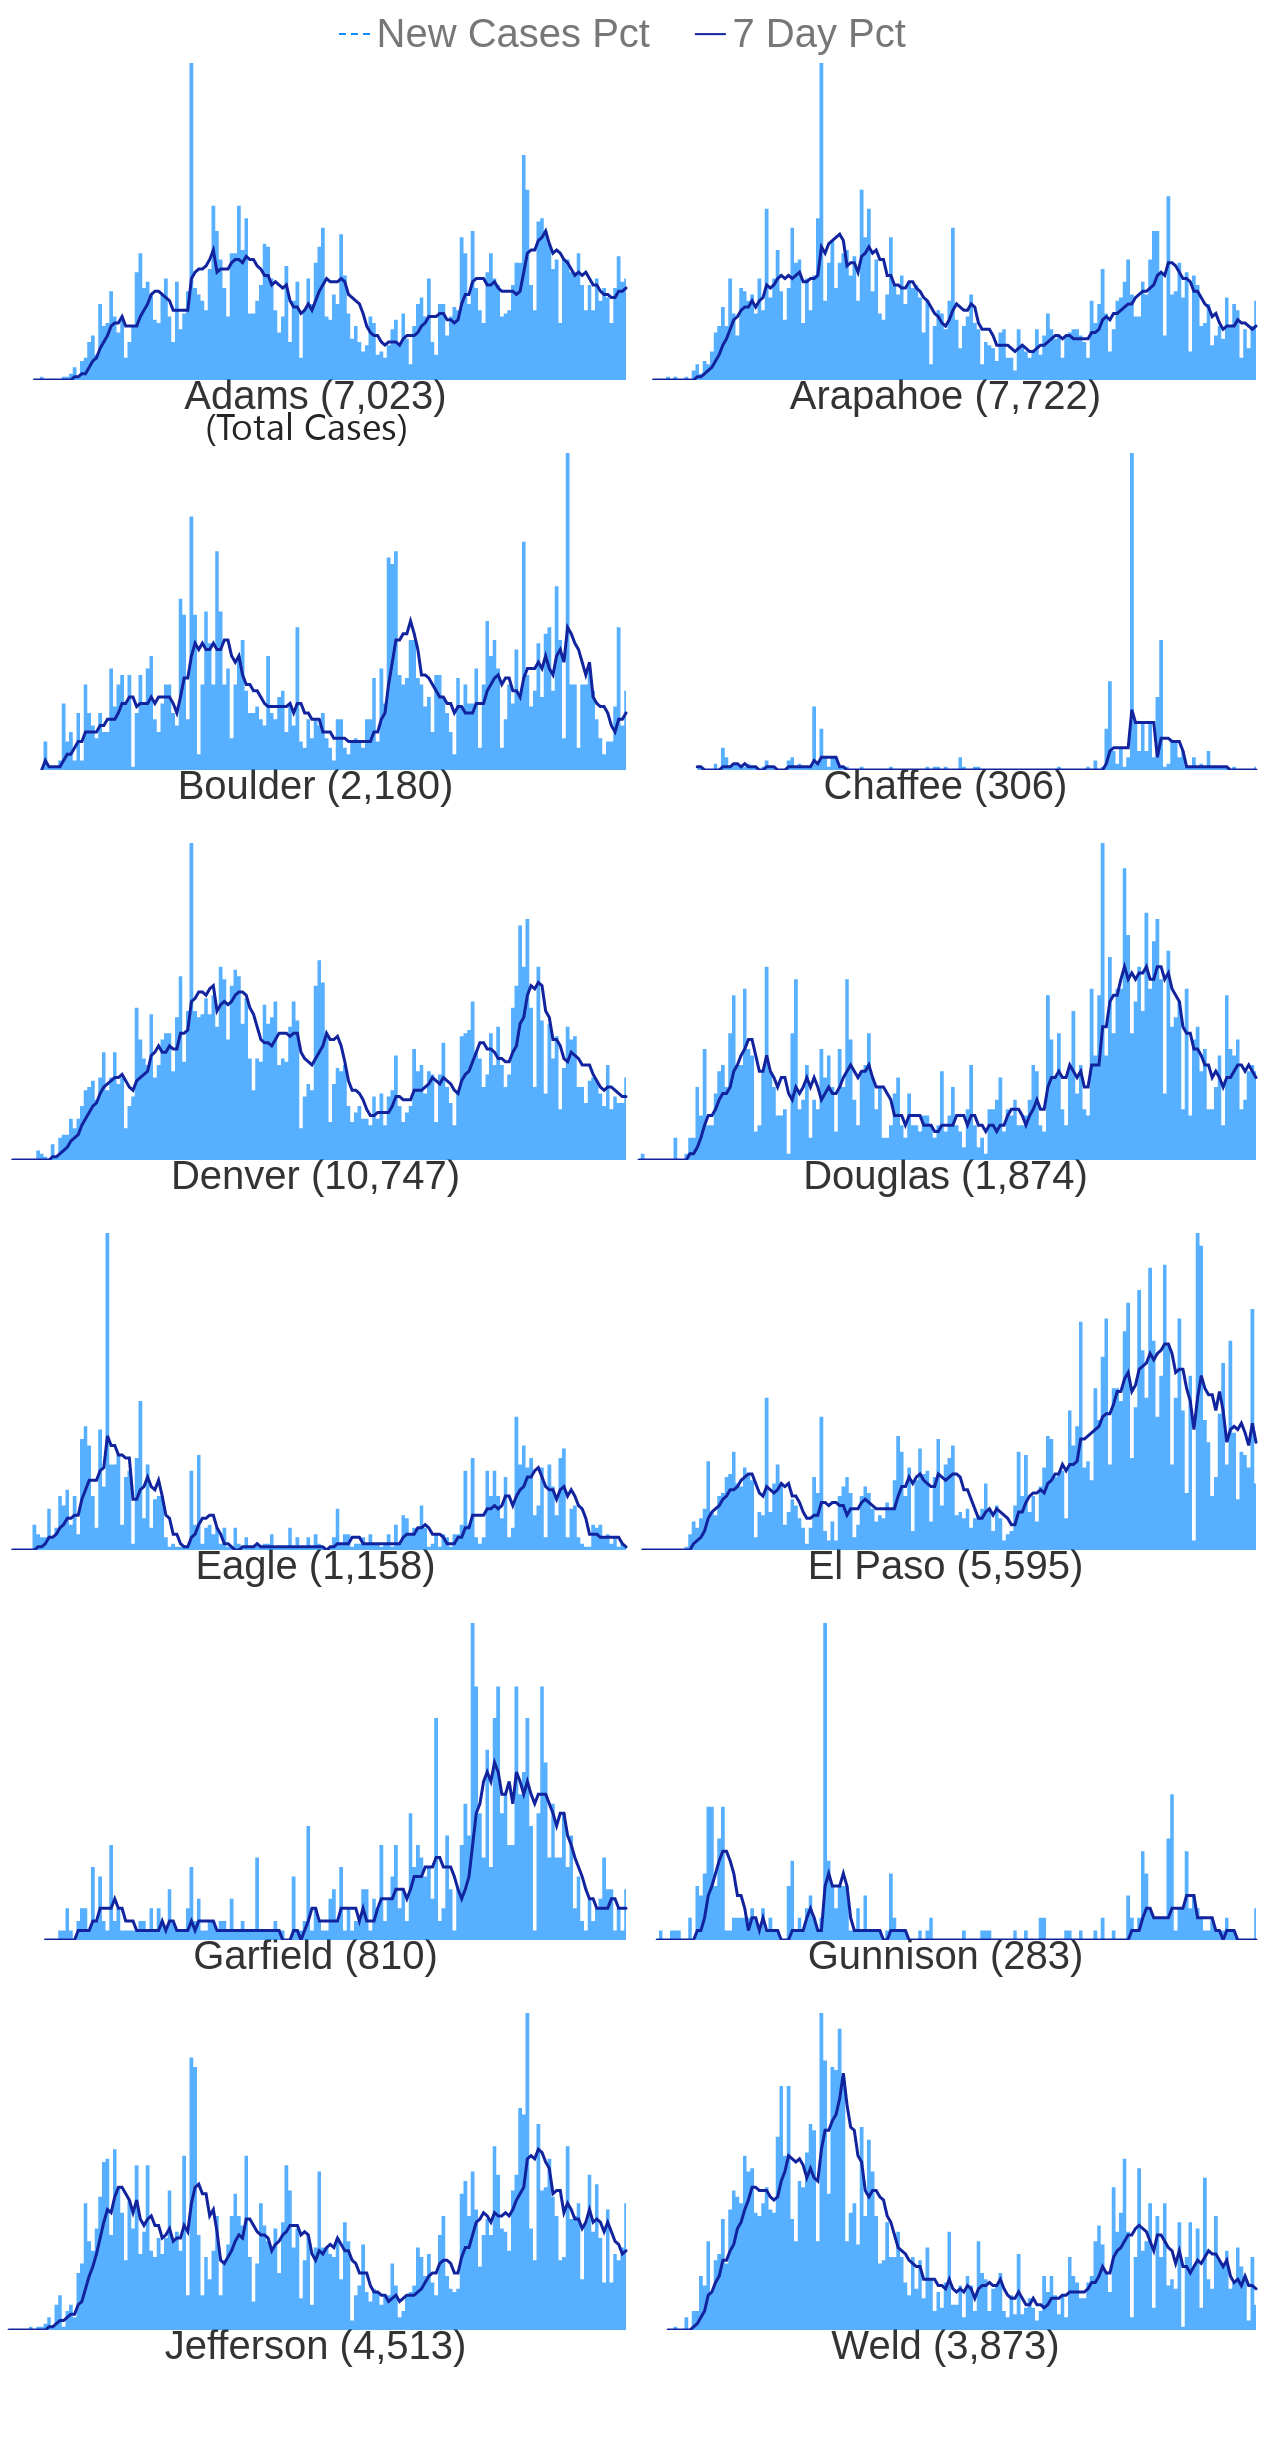 New Cases Pct 7 Day Pct
Adams (7,023) Arapahoe (7,722)
(Total Cases)
Boulder (2,180) Chaffee (306)
Denver (10,747) Douglas (1,874)
Eagle (1,158) El Paso (5,595)
Garfield (810) Gunnison (283)
Jefferson (4,513) Weld (3,873)